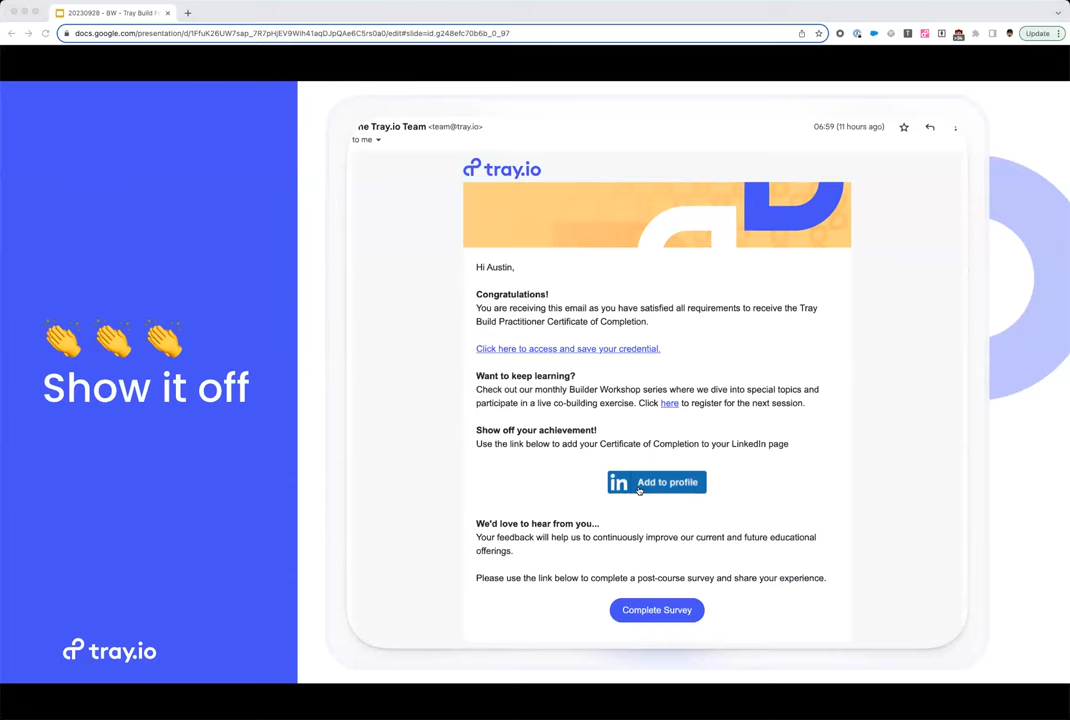 20230928 - BW - Tray Build
docs.google.com/presentation/d/1FfuK26UW7sap_7R7pHjEV9Wih41aqDJpQAe6C5rs0a0/edit#slide=id.g248efc70b6b_0_97
Update
Show it off
tray.io
ne Tray.io Team <team@tray.io>
06:59 (11 hours ago)
to me
tray.io
Hi Austin,
Congratulations!
You are receiving this email as you have satisfied all requirements to receive the Tray
Build Practitioner Certificate of Completion.
Click here to access and save your credential.
Want to keep learning?
Check out our monthly Builder Workshop series where we dive into special topics and
participate in a live co-building exercise. Click here to register for the next session.
Show off your achievement!
Use the link below to add your Certificate of Completion to your LinkedIn page
in Add to profile
We'd love to hear from you...
Your feedback will help us to continuously improve our current and future educational
offerings.
Please use the link below to complete a post-course survey and share your experience.
Complete Survey